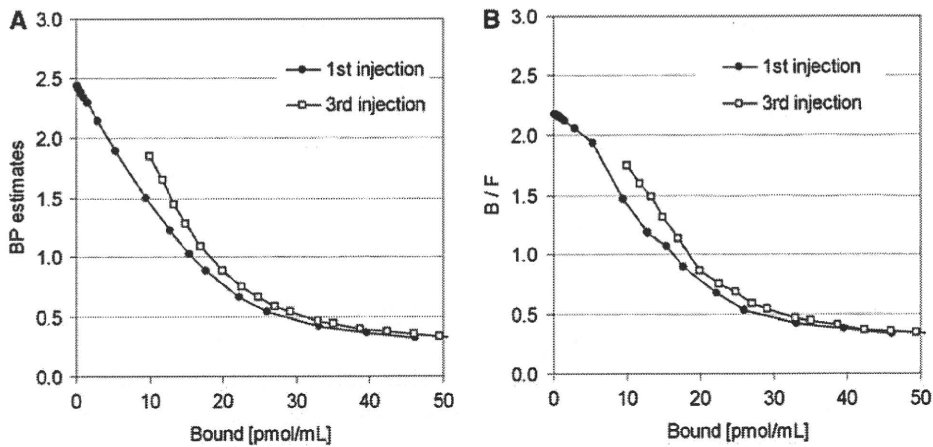 A
3.0
2.5
2.0
1.5
1.0
0.5
0.0
BP estimates
1st injection
3rd injection
0 10 20 30 40 50
Bound [pmol/mL]
B
3.0
2.5
2.0
1.5
1.0
0.5
0.0
B / F
1st injection
3rd injection
0 10 20 30 40 50
Bound [pmol/mL]